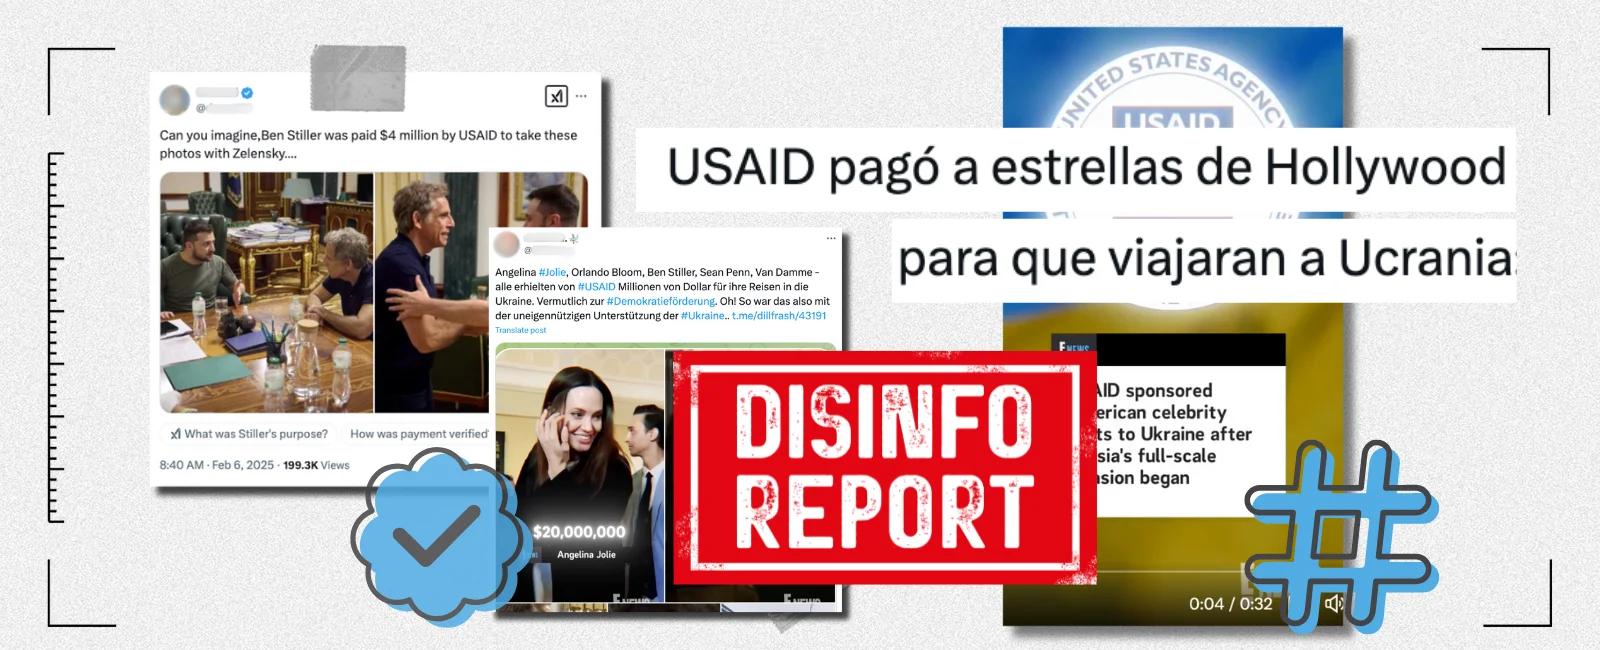 @
Can you imagine,Ben Stiller was paid $4 million by USAID to take these
photos with Zelensky....
What was Stiller's purpose?
How was payment verified
8:40 AM · Feb 6, 2025 · 199.3K Views
@
Angelina #Jolie, Orlando Bloom, Ben Stiller, Sean Penn, Van Damme -
alle erhielten von #USAID Millionen von Dollar für ihre Reisen in die
Ukraine. Vermutlich zur #Demokratieförderung. Oh! So war das also mit
der uneigennützigen Unterstützung der #Ukraine.. t.me/dillfrash/43191
Translate post
$20,000,000
Angelina Jolie
E NEWS
E NEWS
UNITED STATES AGENCY
USAID
USAID pagó a estrellas de Hollywood
para que viajaran a Ucrania:
E NEWS
AID sponsored
erican celebrity
ts to Ukraine after
sia's full-scale
asion began
0:04 / 0:32
DISINFO
REPORT